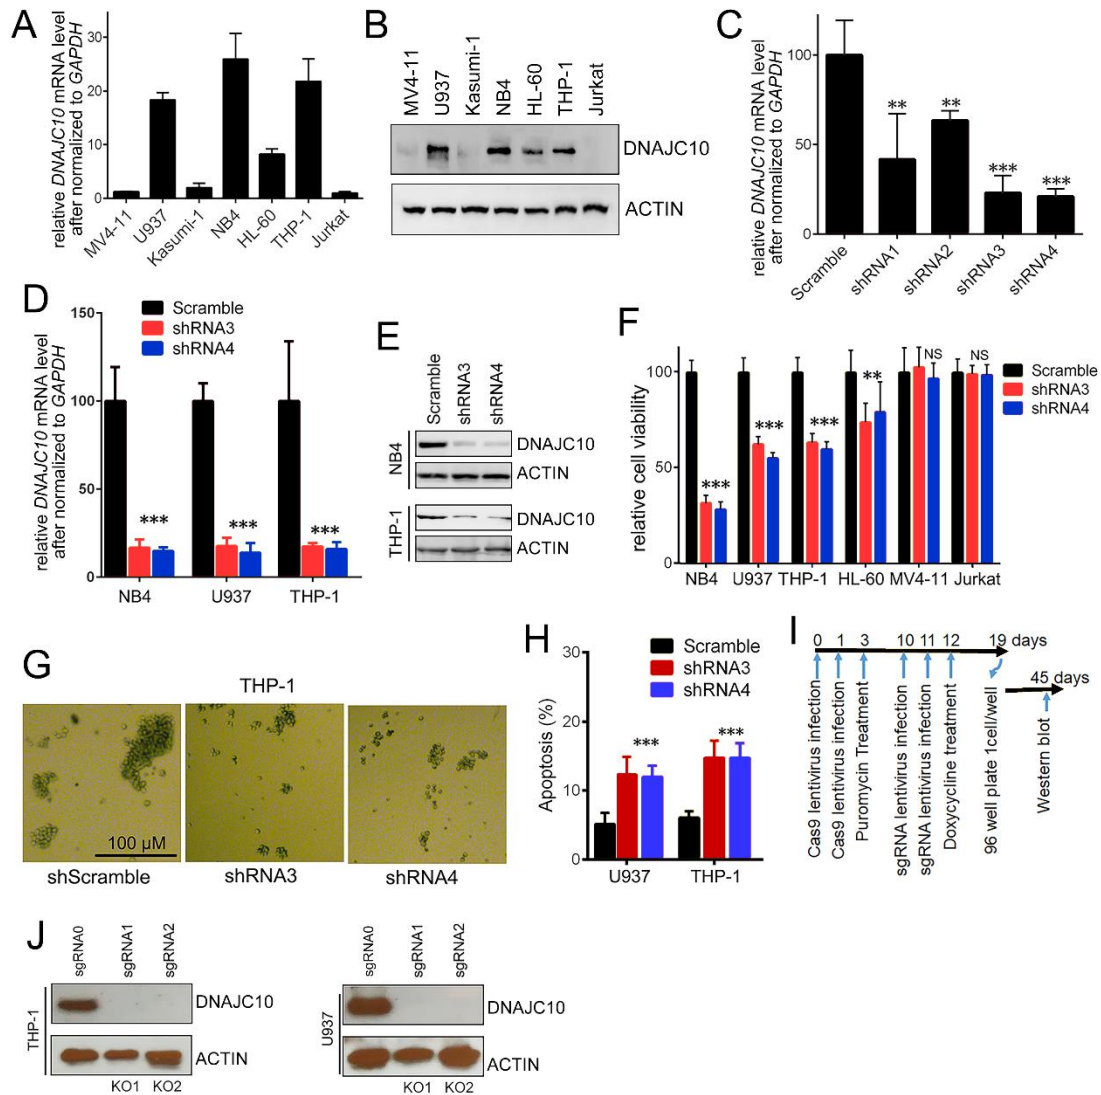 A
relative DNAJC10 mRNA level
after normalized to GAPDH
30
20
10
0
MV4-11
U937
Kasumi-1
NB4
HL-60
THP-1
Jurkat
B
MV4-11
U937
Kasumi-1
NB4
HL-60
THP-1
Jurkat
DNAJC10
ACTIN
C
relative DNAJC10 mRNA level
after normalized to GAPDH
100
50
0
**
**
***
***
Scramble
shRNA1
shRNA2
shRNA3
shRNA4
D
Scramble
shRNA3
shRNA4
relative DNAJC10 mRNA level
after normalized to GAPDH
150
100
50
0
***
***
***
NB4
U937
THP-1
E
Scramble
shRNA3
shRNA4
NB4
DNAJC10
ACTIN
THP-1
DNAJC10
ACTIN
F
Scramble
shRNA3
shRNA4
relative cell viability
100
50
0
***
***
***
**
NS
NS
NB4
U937
THP-1
HL-60
MV4-11
Jurkat
G
THP-1
100 µM
shScramble
shRNA3
shRNA4
H
Scramble
shRNA3
shRNA4
Apoptosis (%)
30
20
10
0
***
***
U937
THP-1
I
0 1 3 10 11 12 19 days
45 days
Cas9 lentivirus infection
Cas9 lentivirus infection
Puromycin Treatment
sgRNA lentivirus infection
sgRNA lentivirus infection
Doxycycline treatment
96 well plate 1cell/well
Western blot
J
sgRNA0
sgRNA1
sgRNA2
THP-1
DNAJC10
ACTIN
KO1 KO2
sgRNA0
sgRNA1
sgRNA2
U937
DNAJC10
ACTIN
KO1 KO2